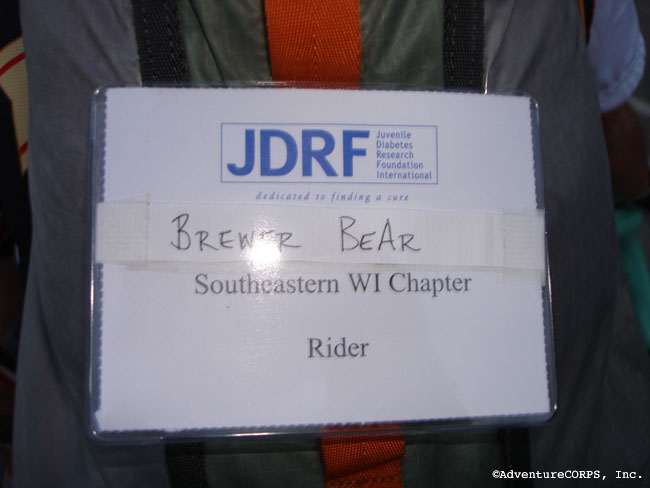 JDRF
Juvenile
Diabetes
Research
Foundation
International
dedicated to finding a cure
BREWER BEAR
Southeastern WI Chapter
Rider
©AdventureCORPS, Inc.